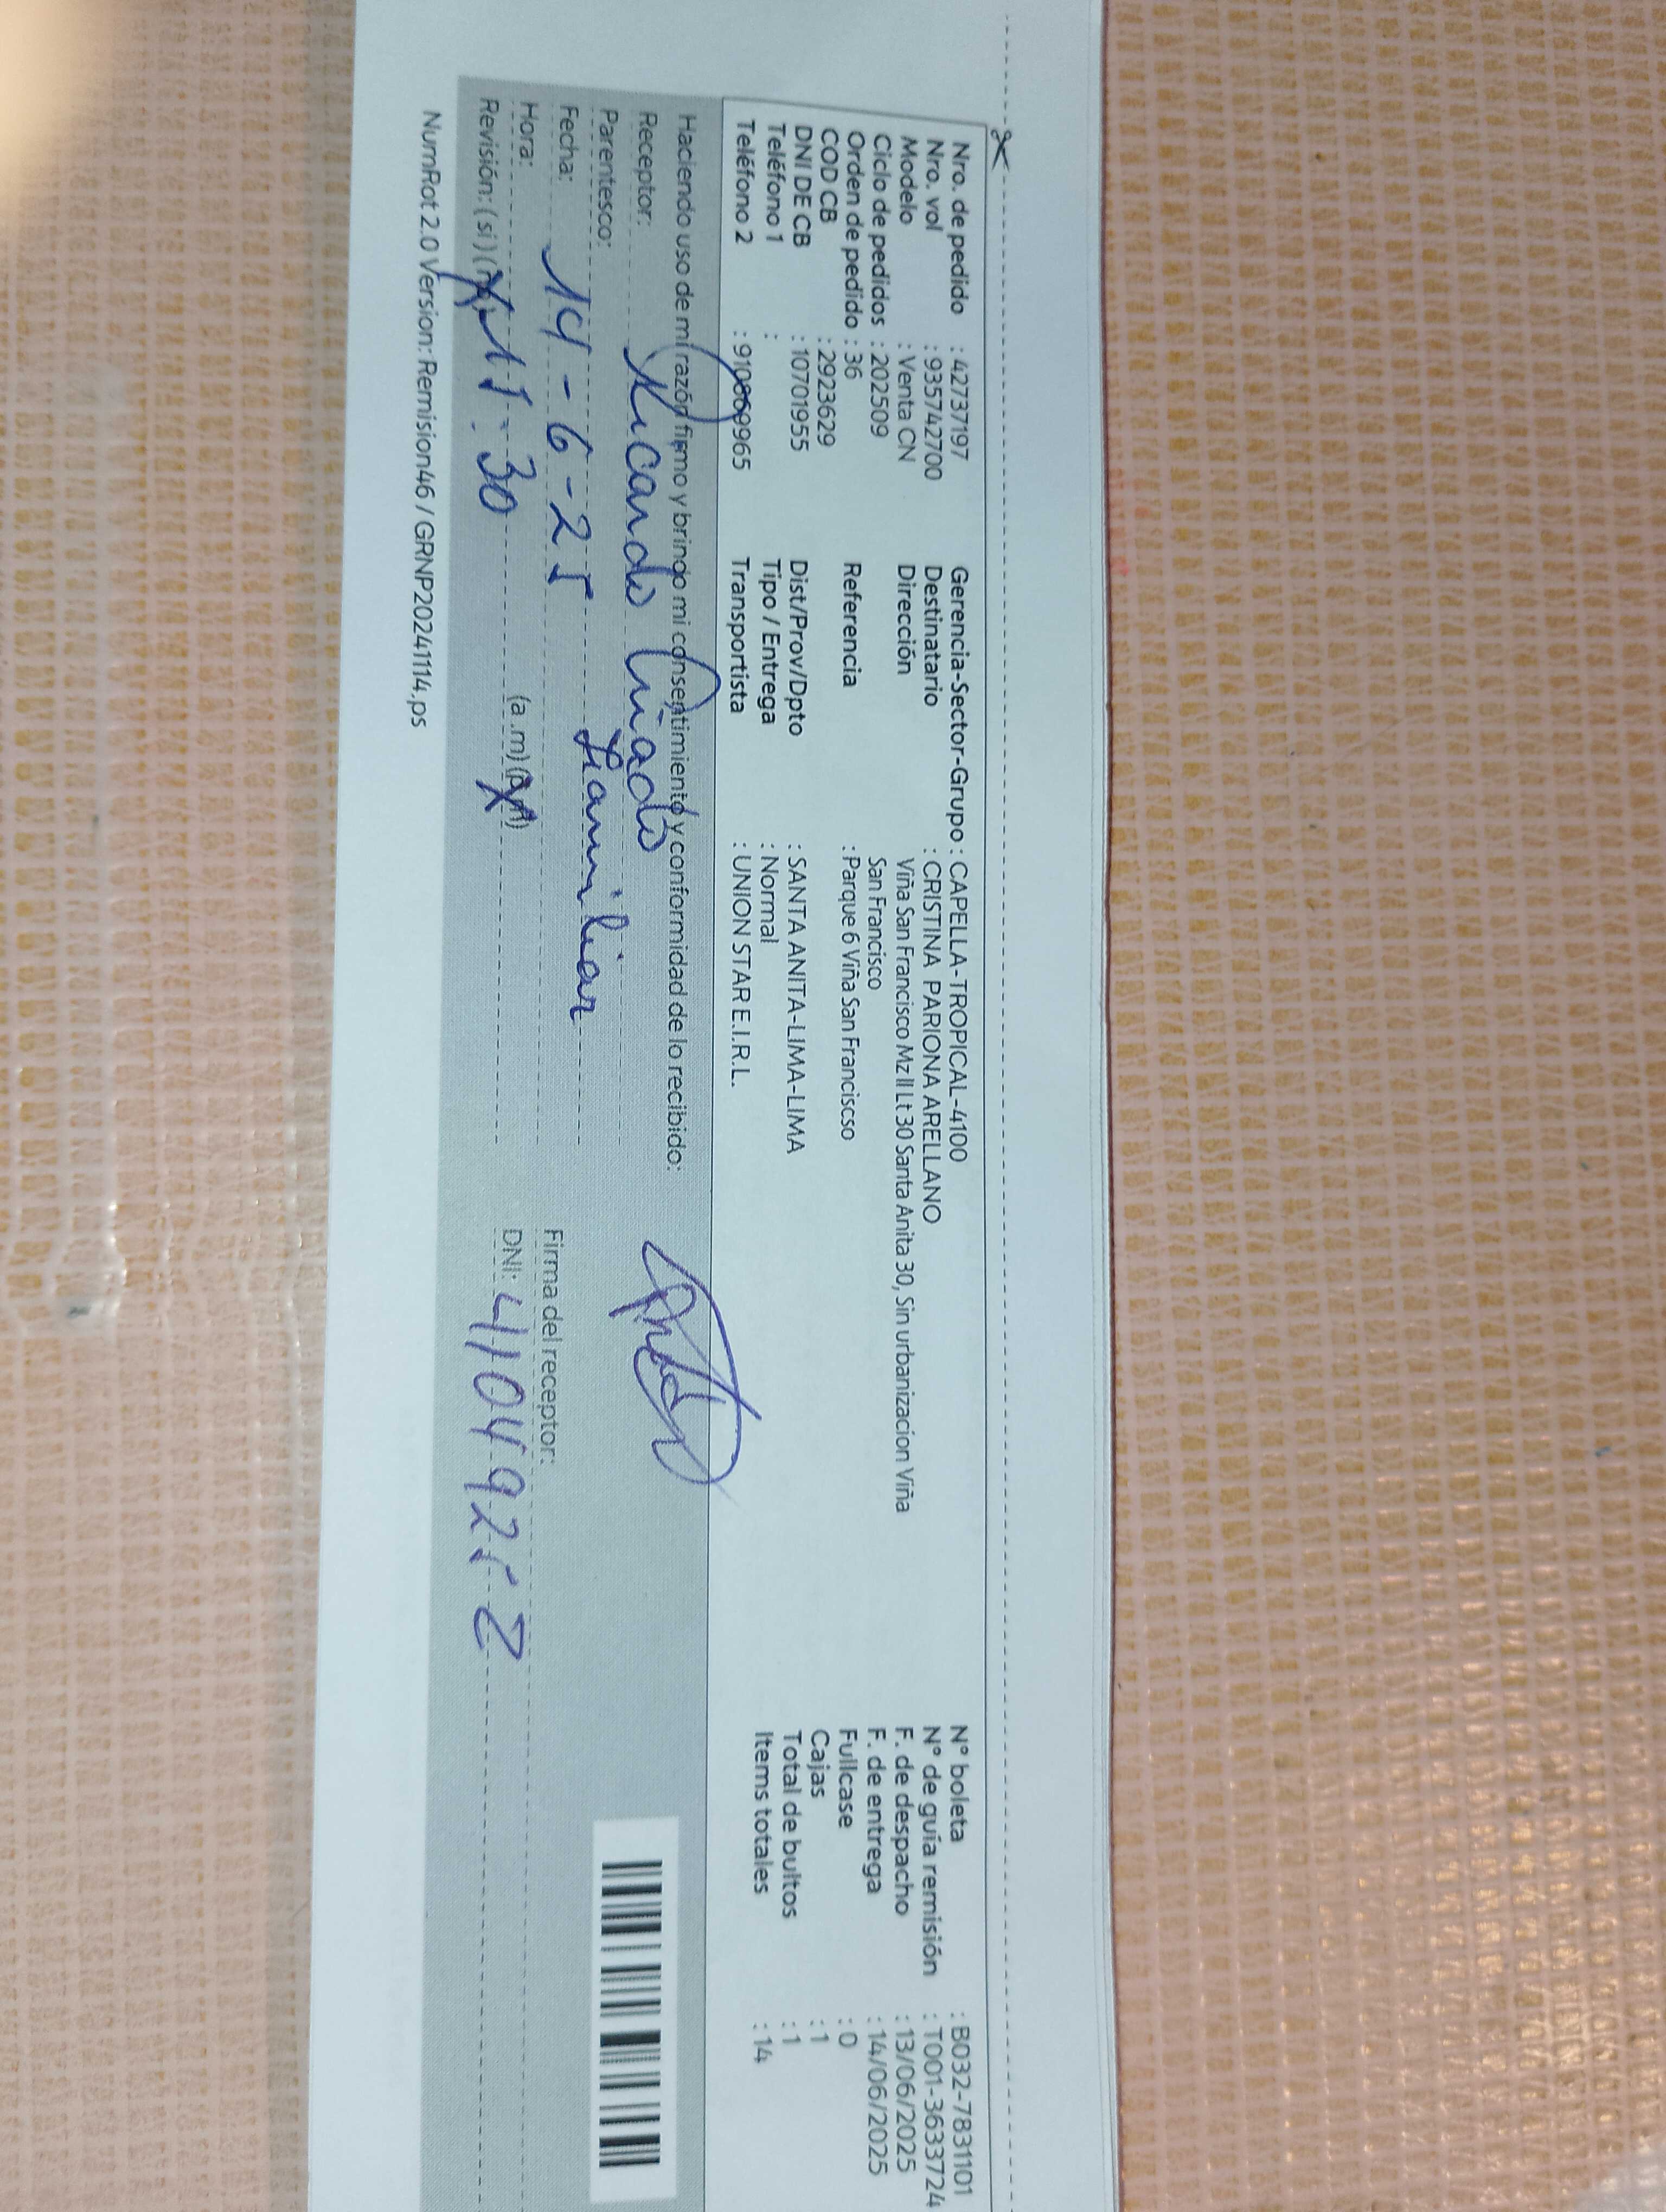 Nro. de pedido : 42737197 Gerencia-Sector-Grupo : CAPELLA-TROPICAL-4100 N° boleta : B032-7831101
Nro. vol : 935742700 Destinatario : CRISTINA PARIONA ARELLANO N° de guía remisión : T001-3633724
Modelo : Venta CN Dirección Viña San Francisco Mz II Lt 30 Santa Anita 30, Sin urbanizacion Viña F. de despacho : 13/06/2025
Ciclo de pedidos : 202509 San Francisco F. de entrega : 14/06/2025
Orden de pedido : 36 Referencia : Parque 6 Viña San Franciscso Fullcase : 0
COD CB : 2923629 Cajas : 1
DNI DE CB : 10701955 Dist/Prov/Dpto : SANTA ANITA-LIMA-LIMA Total de bultos : 1
Teléfono 1 : Tipo / Entrega : Normal Items totales : 14
Teléfono 2 : 910869965 Transportista : UNION STAR E.I.R.L.
Haciendo uso de mi razón firmo y brindo mi consentimiento y conformidad de lo recibido:
Receptor: Ricardo
Parentesco: Familiar
Fecha: 14-6-25 Firma del receptor:
Hora: 11:30 (a.m) (p.m) DNI:
Revisión: (si) (no)
NumRot 2.0 Version: Remision46 / GRNP20241114.ps